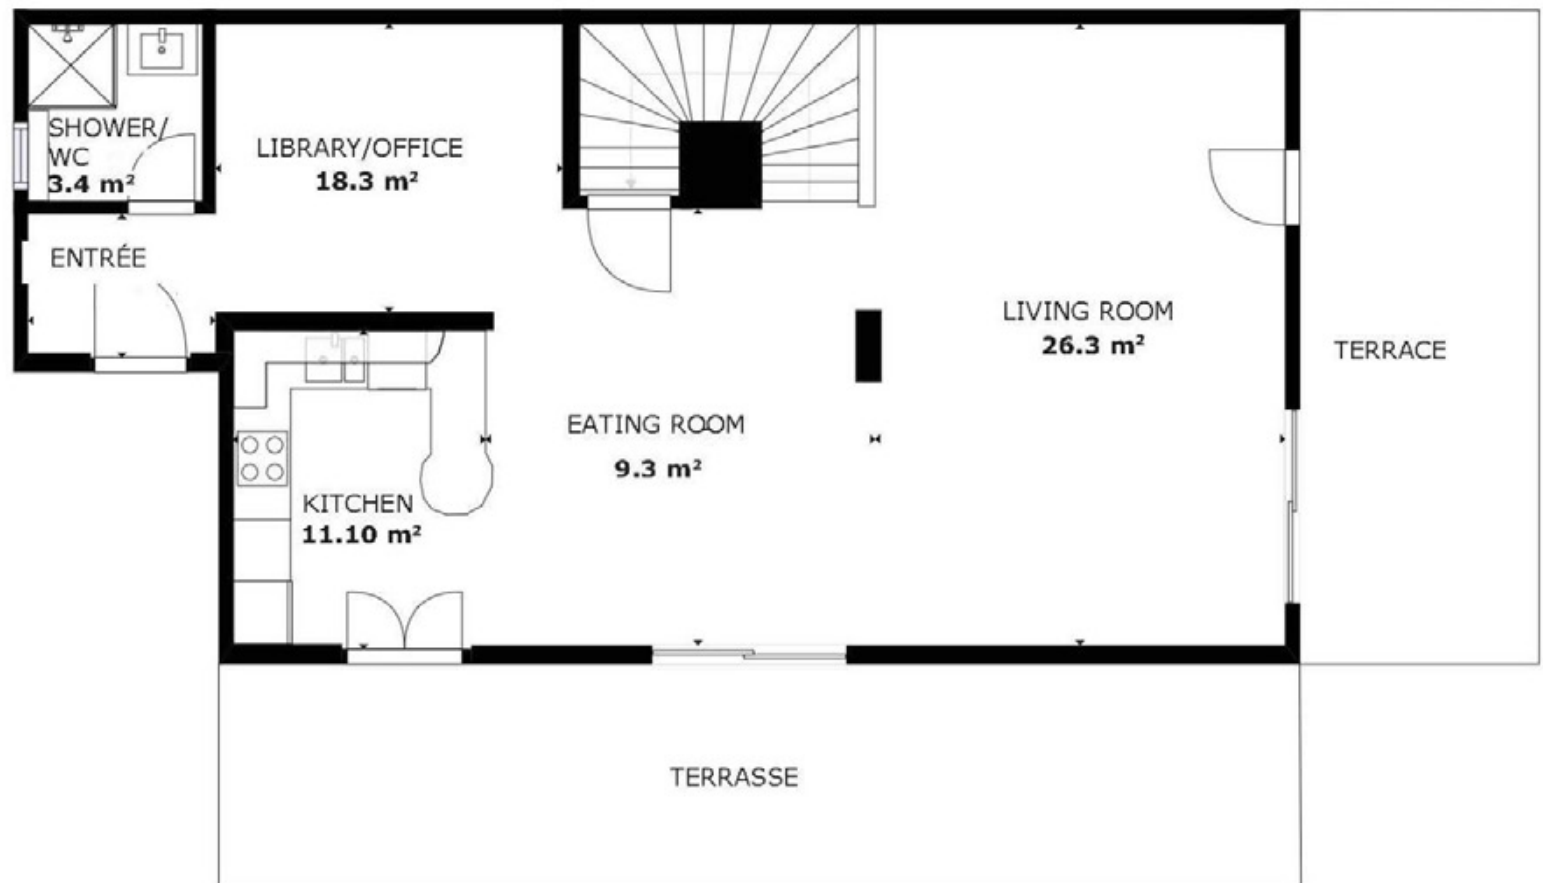 SHOWER/
WC
3.4 m²
LIBRARY/OFFICE
18.3 m²
ENTRÉE
LIVING ROOM
26.3 m²
TERRACE
EATING ROOM
9.3 m²
KITCHEN
11.10 m²
TERRASSE